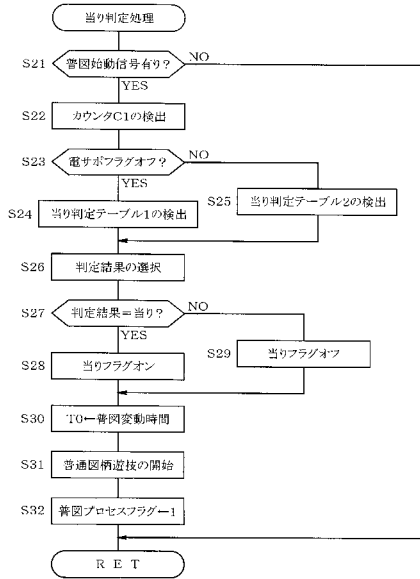 当り判定処理
S21 普図始動信号有り? NO
YES
S22 カウンタC1の検出
S23 電サポフラグオフ? NO
YES
S24 当り判定テーブル1の検出
S25 当り判定テーブル2の検出
S26 判定結果の選択
S27 判定結果=当り? NO
YES
S28 当りフラグオン
S29 当りフラグオフ
S30 T0←普図変動時間
S31 普通図柄遊技の開始
S32 普図プロセスフラグ←1
RET